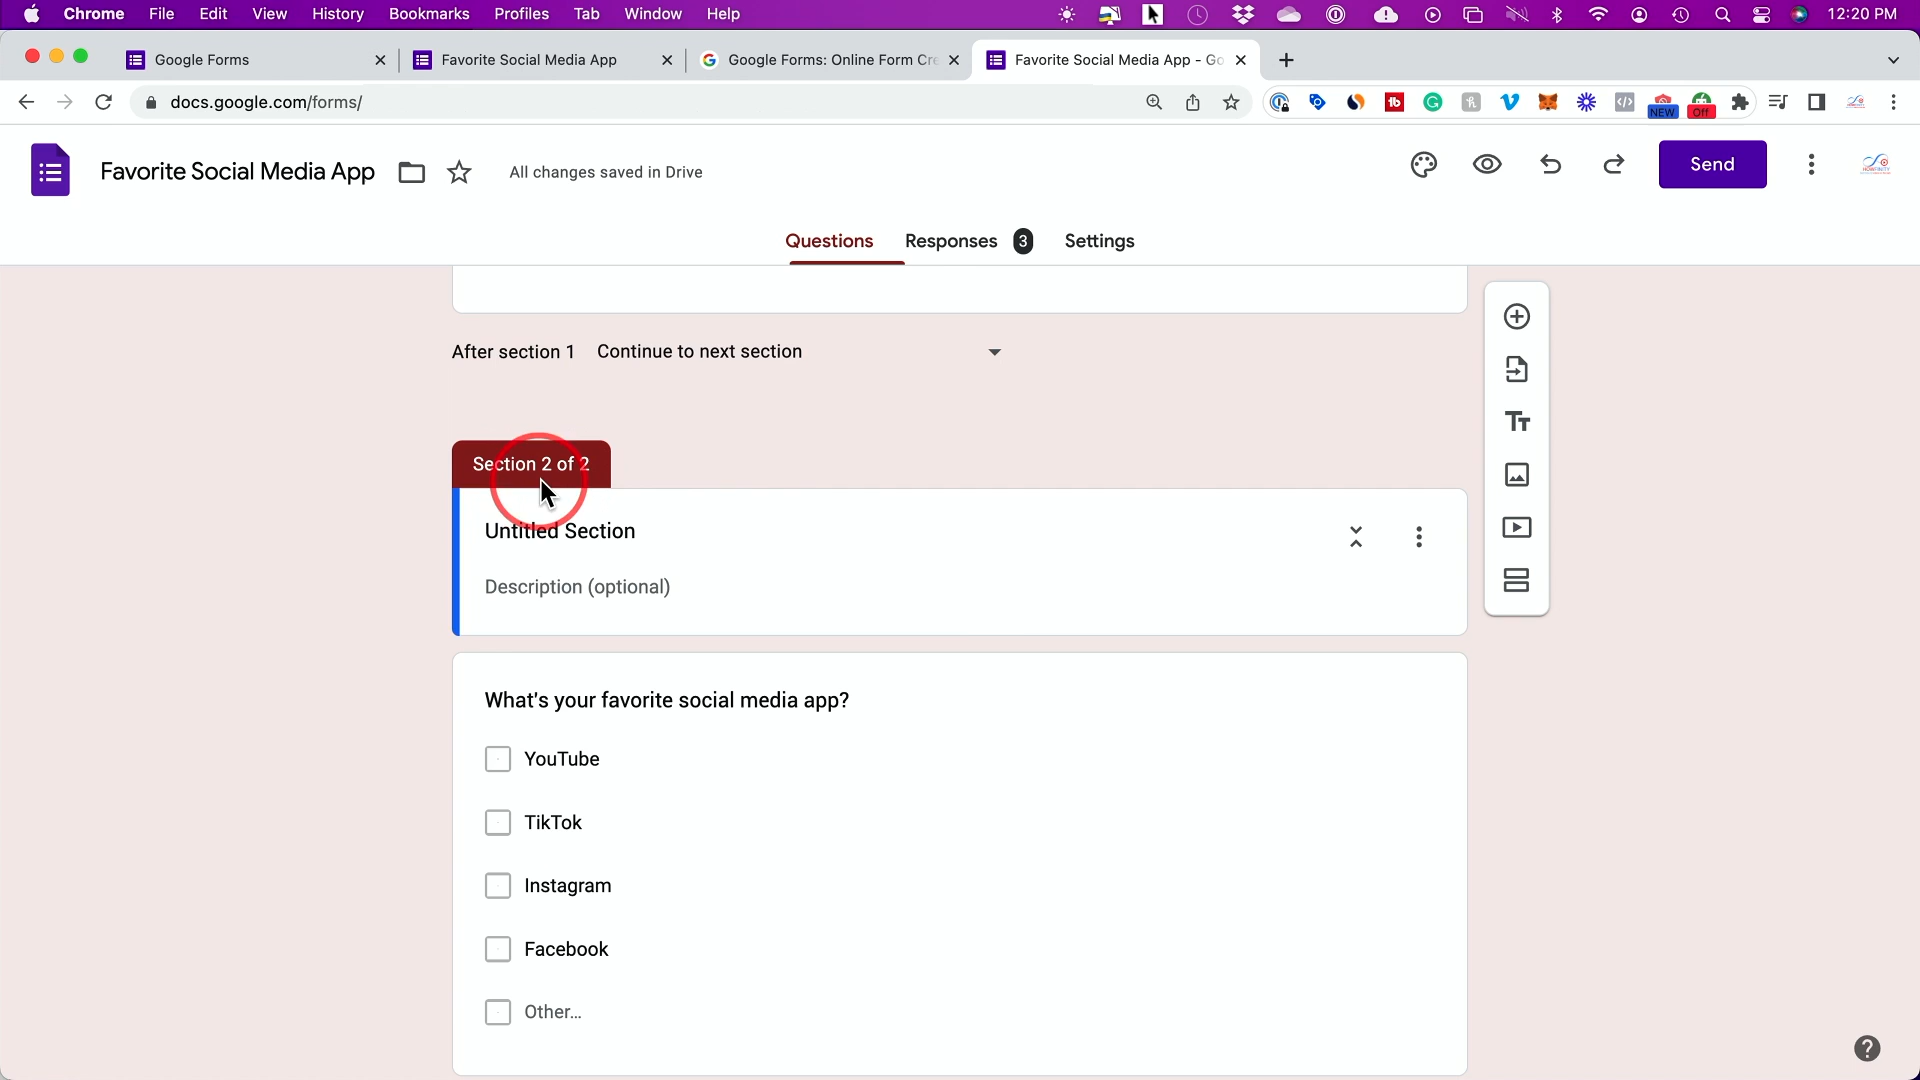 Chrome File Edit View History Bookmarks Profiles Tab Window Help 12:20 PM
Google Forms Favorite Social Media App Google Forms: Online Form Cre Favorite Social Media App - Go
docs.google.com/forms/
NEW Off
Favorite Social Media App All changes saved in Drive Send
Questions Responses 3 Settings
After section 1 Continue to next section
Section 2 of 2
Untitled Section
Description (optional)
What's your favorite social media app?
YouTube
TikTok
Instagram
Facebook
Other...